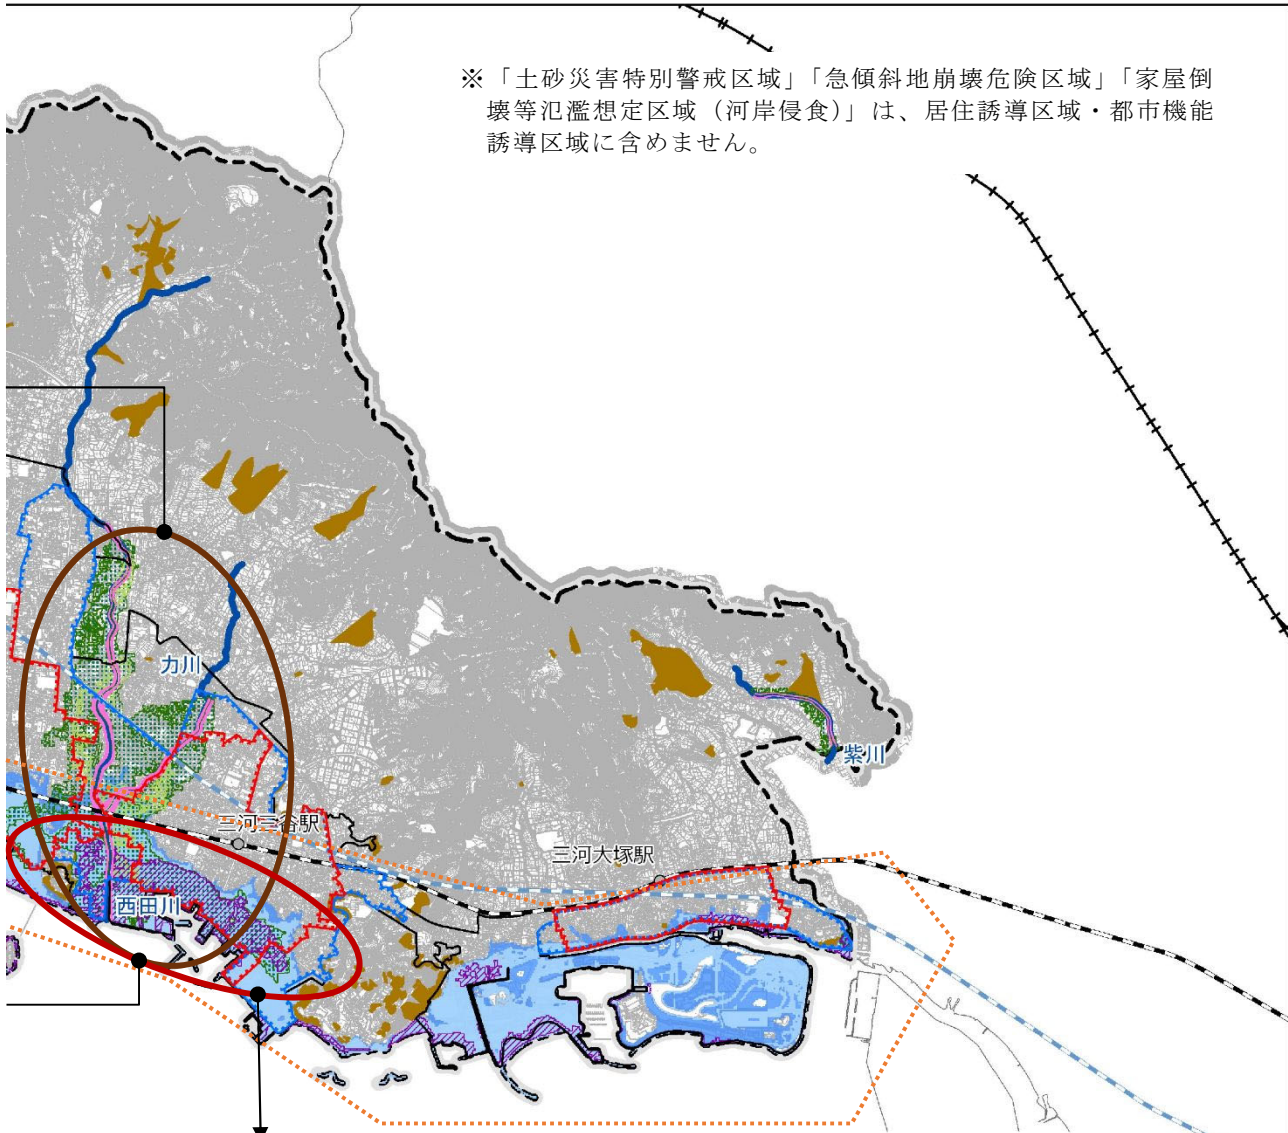 ※「土砂災害特別警戒区域」「急傾斜地崩壊危険区域」「家屋倒
壊等氾濫想定区域（河岸侵食）」は、居住誘導区域・都市機能
誘導区域に含めません。
力川
紫川
三河三谷駅
三河大塚駅
西田川